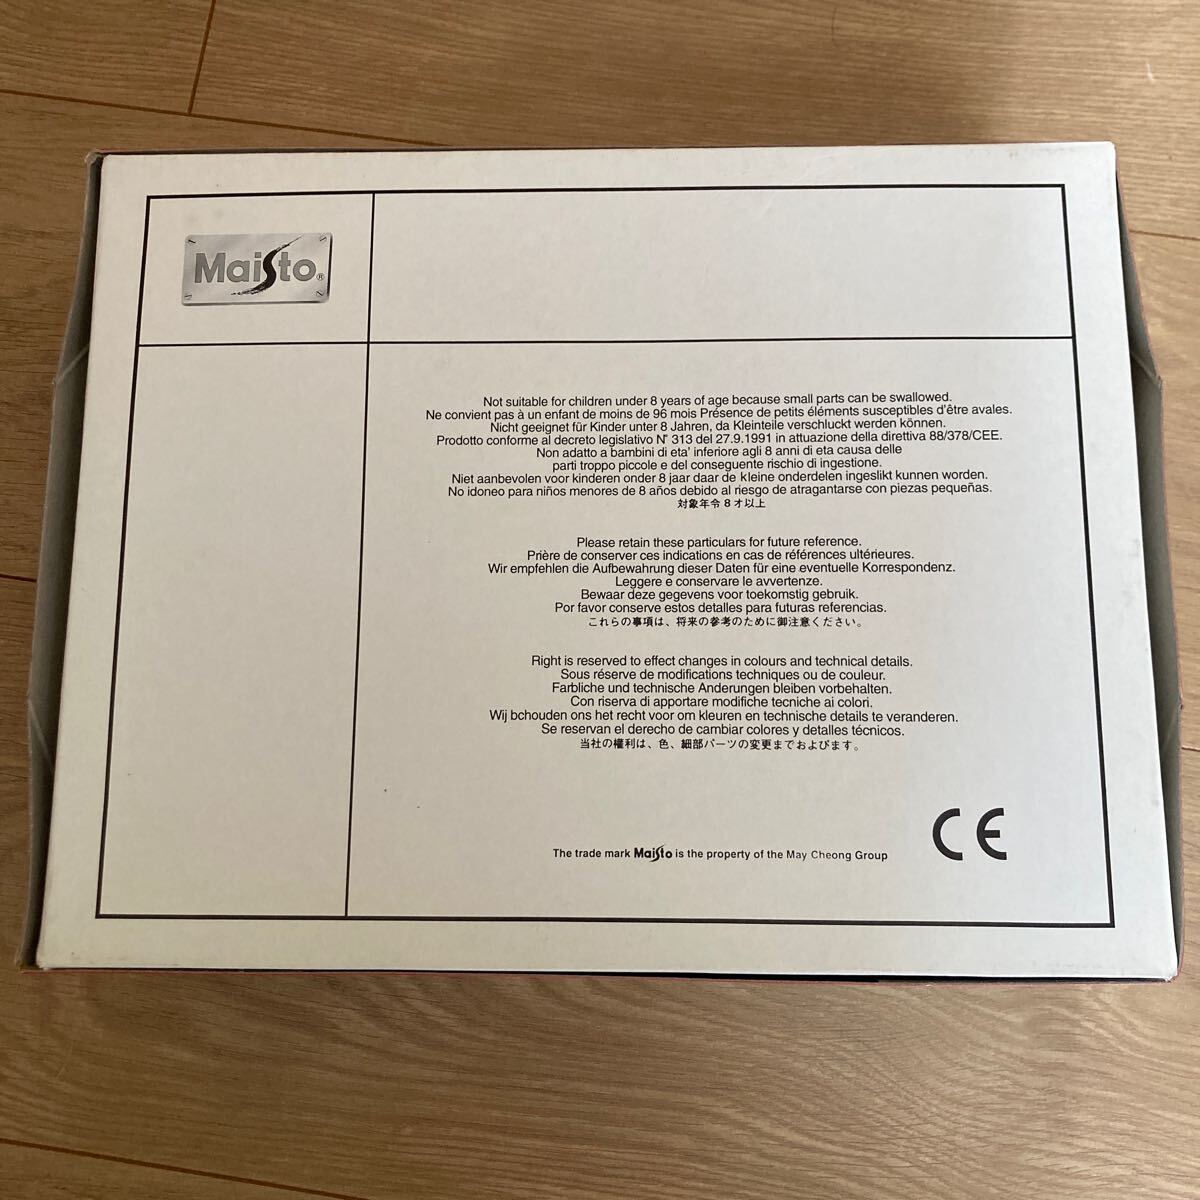 Maisto®
Not suitable for children under 8 years of age because small parts can be swallowed.
Ne convient pas à un enfant de moins de 96 mois Présence de petits éléments susceptibles d'être avales.
Nicht geeignet für Kinder unter 8 Jahren, da Kleinteile verschluckt werden können.
Prodotto conforme al decreto legislativo N° 313 del 27.9.1991 in attuazione della direttiva 88/378/CEE.
Non adatto a bambini di eta' inferiore agli 8 anni di eta causa delle
parti troppo piccole e del conseguente rischio di ingestione.
Niet aanbevolen voor kinderen onder 8 jaar daar de kleine onderdelen ingeslikt kunnen worden.
No idoneo para niños menores de 8 años debido al riesgo de atragantarse con piezas pequeñas.
対象年令8才以上
Please retain these particulars for future reference.
Prière de conserver ces indications en cas de références ultérieures.
Wir empfehlen die Aufbewahrung dieser Daten für eine eventuelle Korrespondenz.
Leggere e conservare le avvertenze.
Bewaar deze gegevens voor toekomstig gebruik.
Por favor conserve estos detalles para futuras referencias.
これらの事項は、将来の参考のために御注意ください。
Right is reserved to effect changes in colours and technical details.
Sous réserve de modifications techniques ou de couleur.
Farbliche und technische Anderungen bleiben vorbehalten.
Con riserva di apportare modifiche tecniche ai colori.
Wij bchouden ons het recht voor om kleuren en technische details te veranderen.
Se reservan el derecho de cambiar colores y detalles técnicos.
当社の権利は、色、細部パーツの変更までおよびます。
The trade mark Maisto is the property of the May Cheong Group
CE